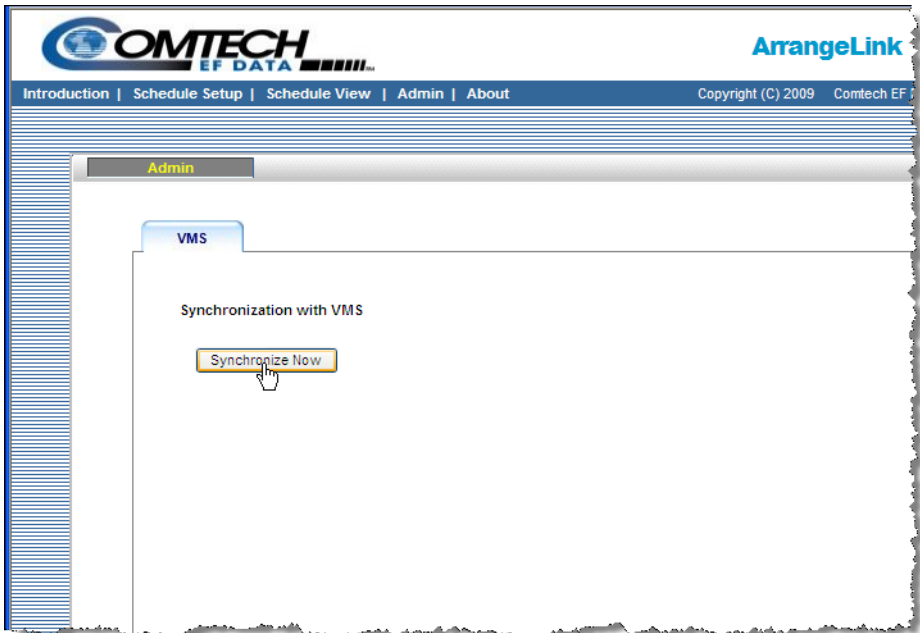 COMTECH
EF DATA
ArrangeLink
Introduction | Schedule Setup | Schedule View | Admin | About
Copyright (C) 2009 Comtech EF
Admin
VMS
Synchronization with VMS
Synchronize Now